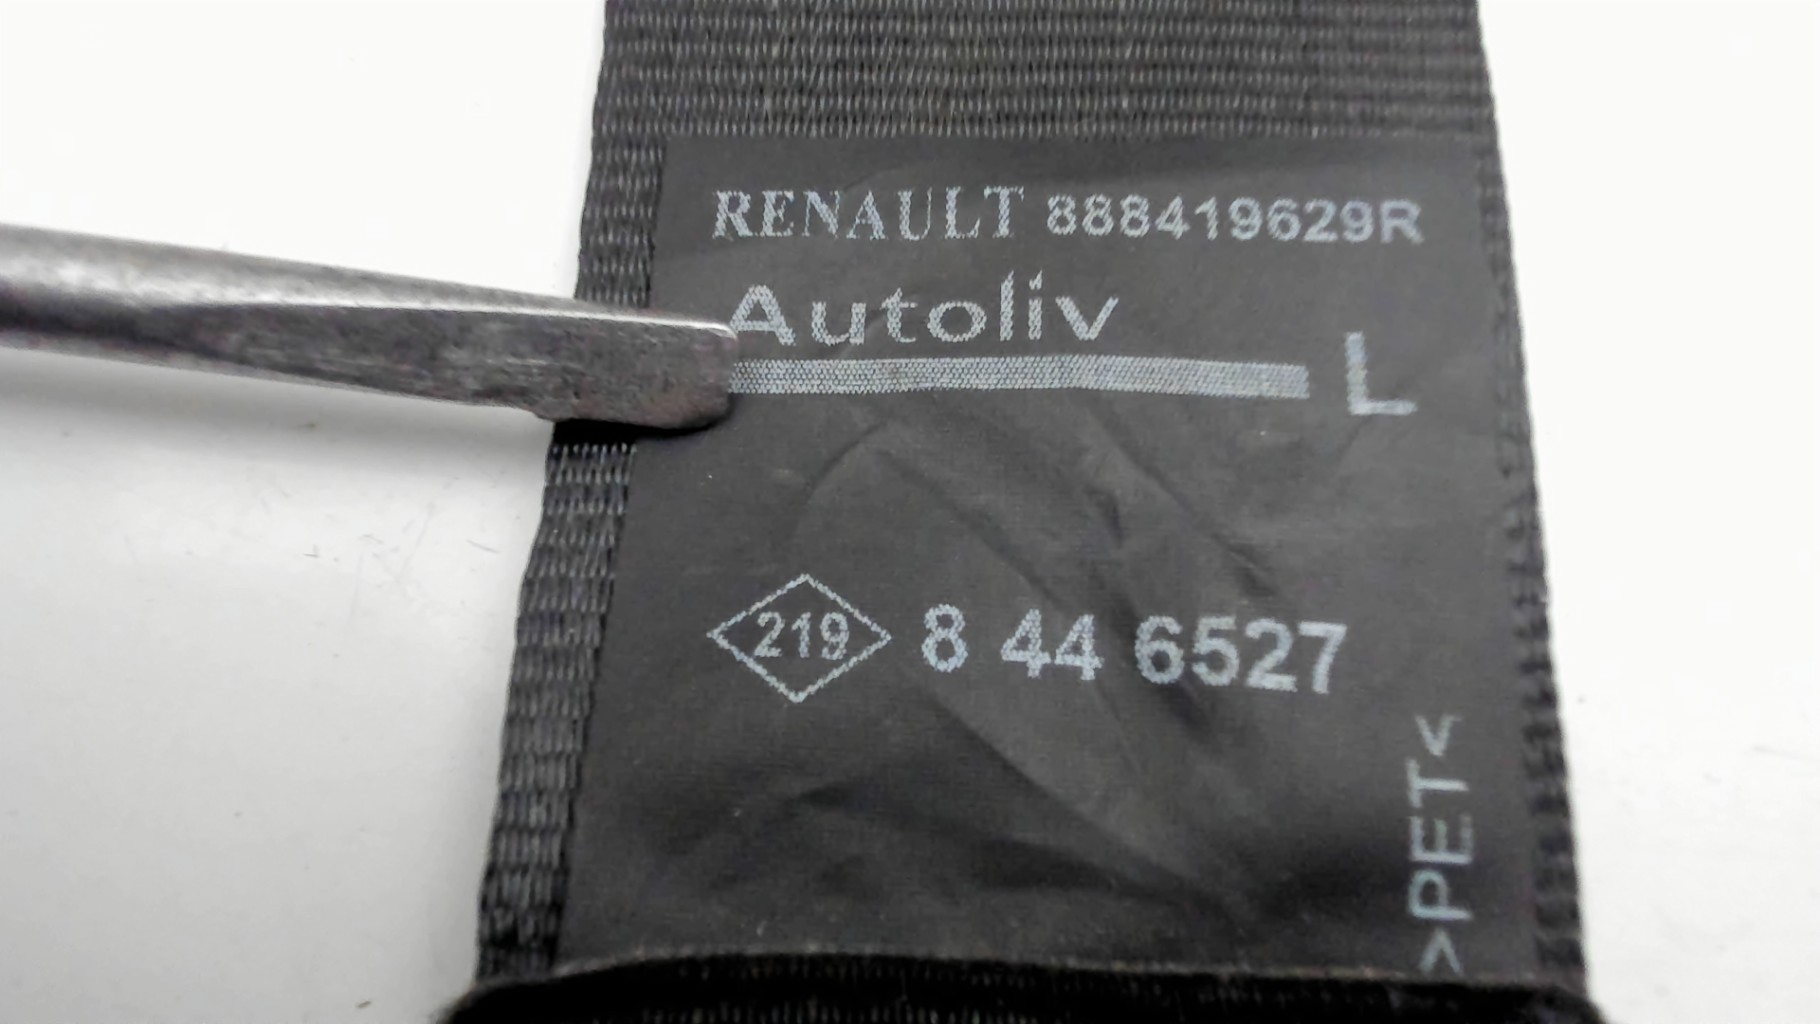 RENAULT 888419629R
Autoliv
L
219 8 44 6527
>PET<